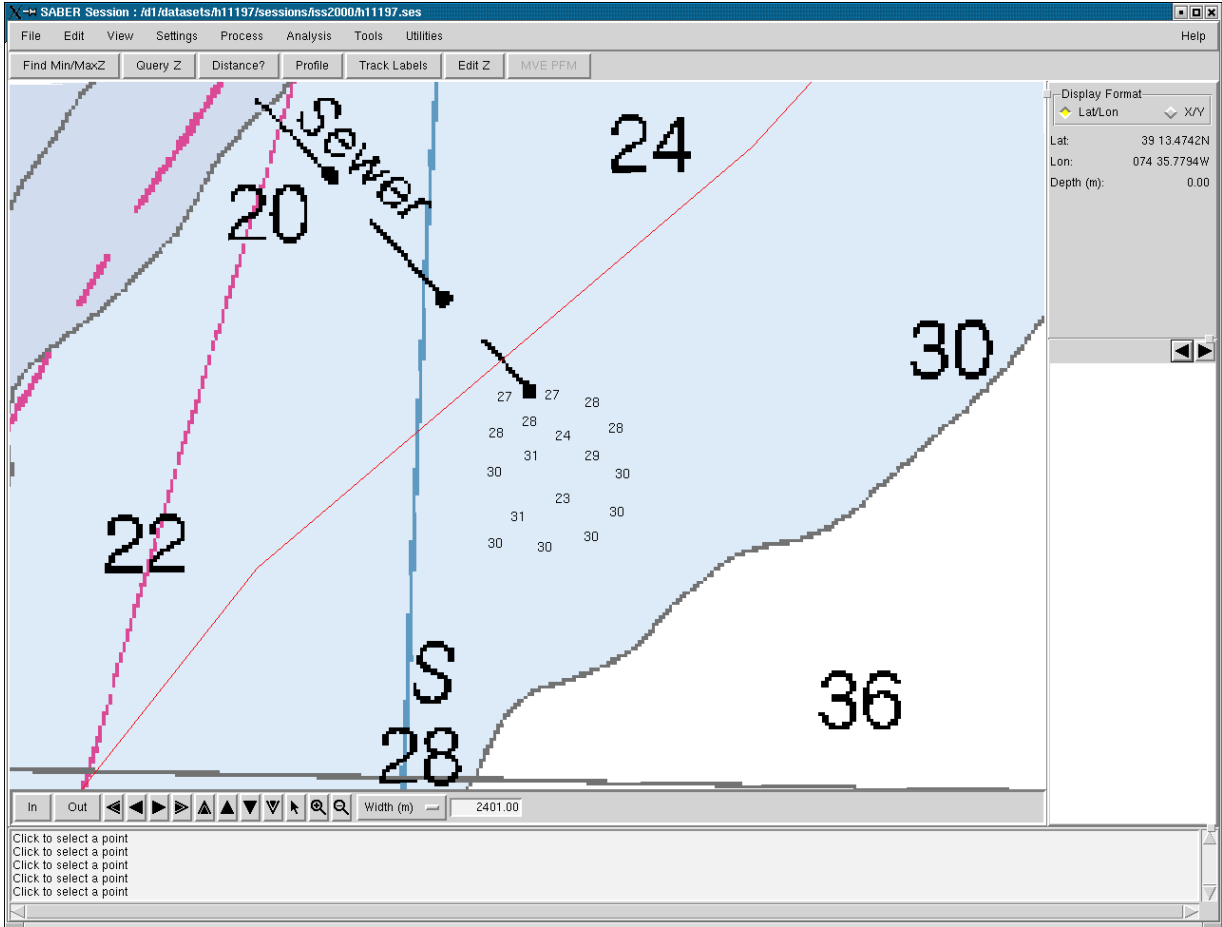 SABER Session : /d1/datasets/h11197/sessions/iss2000/h11197.ses
File Edit View Settings Process Analysis Tools Utilities Help
Find Min/MaxZ Query Z Distance? Profile Track Labels Edit Z MVE PFM
Display Format
Lat/Lon X/Y
Lat: 39 13.4742N
Lon: 074 35.7794W
Depth (m): 0.00
Sewer
24
20
30
27 27 28
28 28 24 28
31 29
30 30
23
31 30
30 30 30
22
S
36
28
In Out Width (m) 2401.00
Click to select a point
Click to select a point
Click to select a point
Click to select a point
Click to select a point